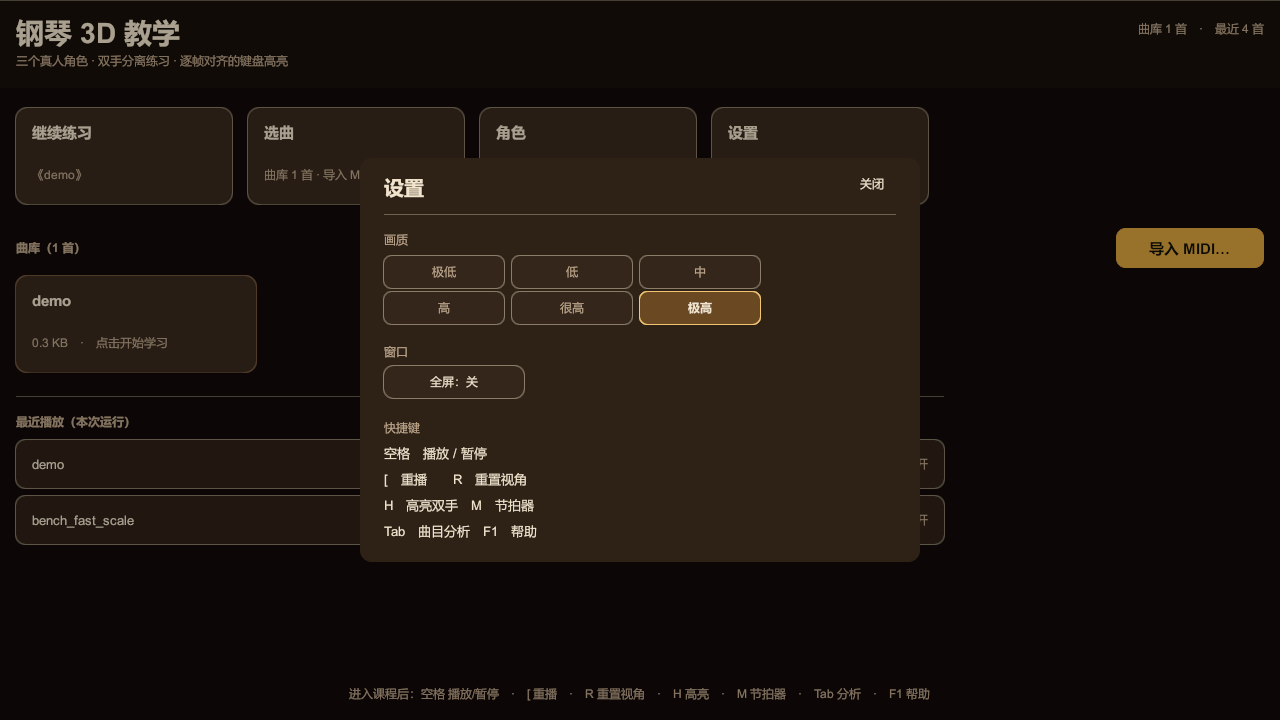 钢琴 3D 教学
三个真人角色 · 双手分离练习 · 逐帧对齐的键盘高亮
曲库 1 首 · 最近 4 首
继续练习
《demo》
选曲
曲库 1 首 · 导入 M
角色
设置
设置
关闭
画质
极低 低 中
高 很高 极高
窗口
全屏：关
快捷键
空格 播放 / 暂停
[ 重播 R 重置视角
H 高亮双手 M 节拍器
Tab 曲目分析 F1 帮助
曲库（1 首）
导入 MIDI…
demo
0.3 KB · 点击开始学习
最近播放（本次运行）
demo
bench_fast_scale
进入课程后：空格 播放/暂停 · [ 重播 · R 重置视角 · H 高亮 · M 节拍器 · Tab 分析 · F1 帮助